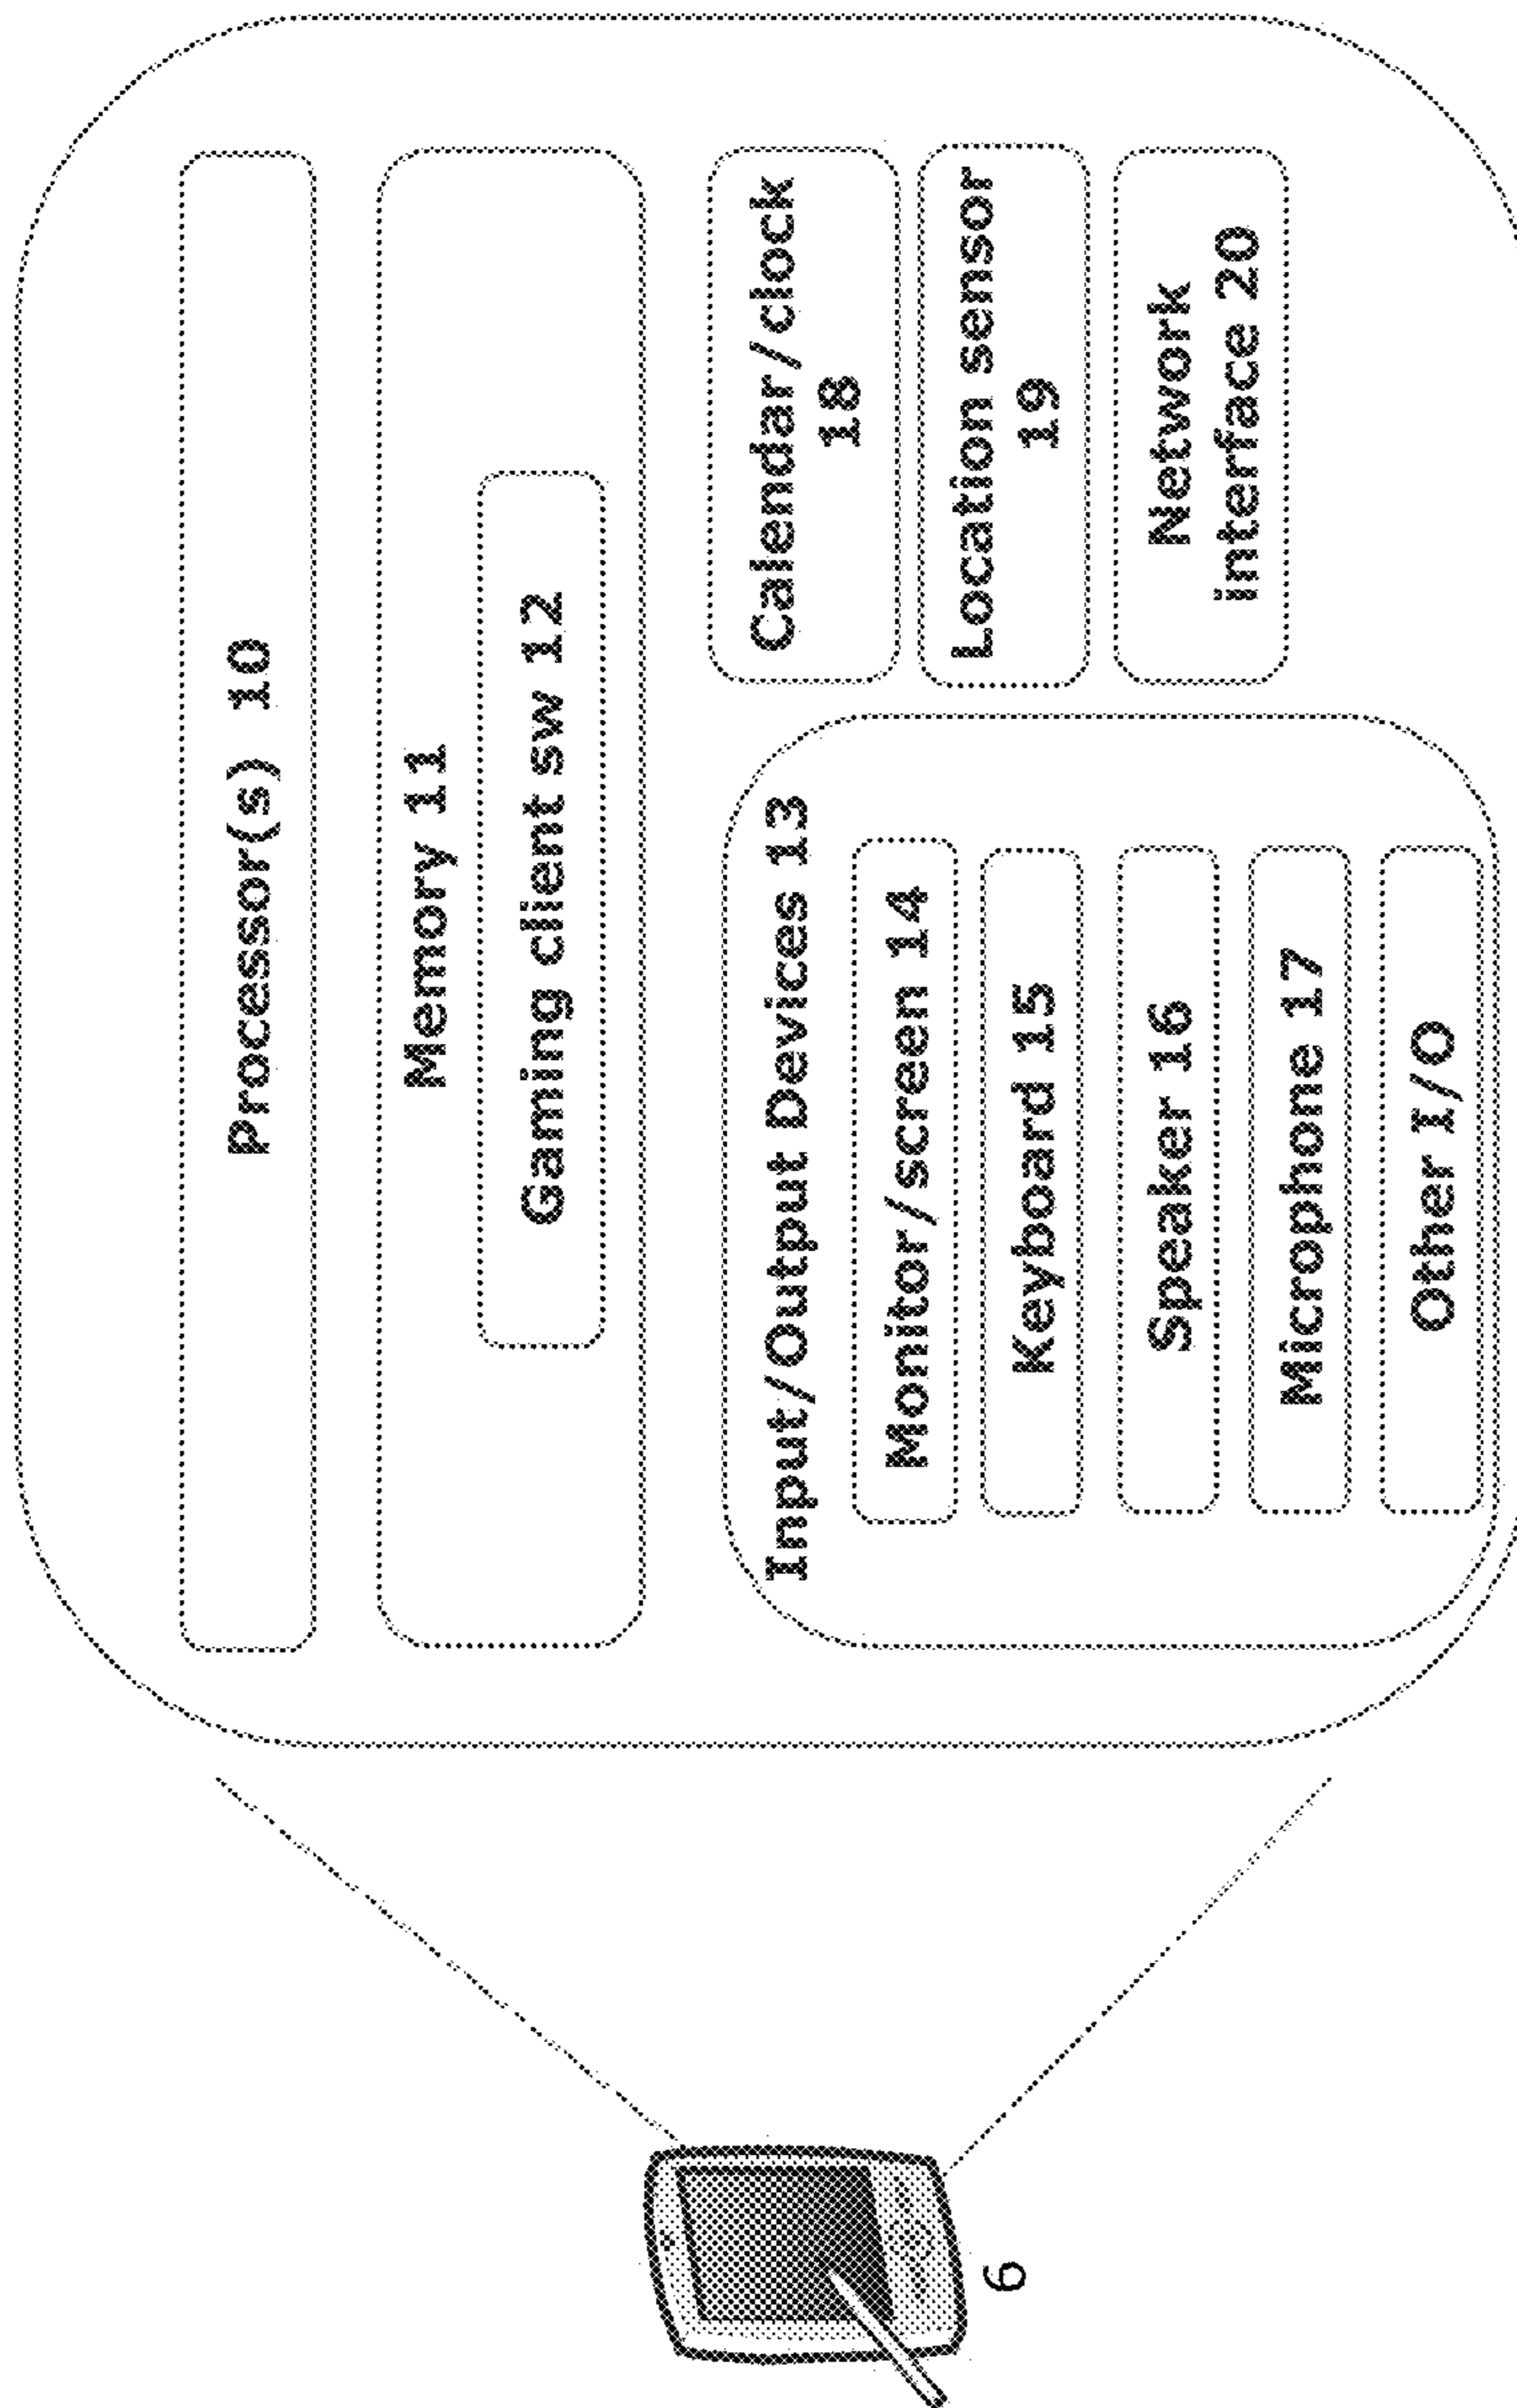 Processor(s) 10
Memory 11
Gaming client sw 12
Input/Output Devices 13
Monitor/screen 14
Keyboard 15
Speaker 16
Microphone 17
Other I/O
Calendar/clock
18
Location sensor
19
Network
interface 20
6